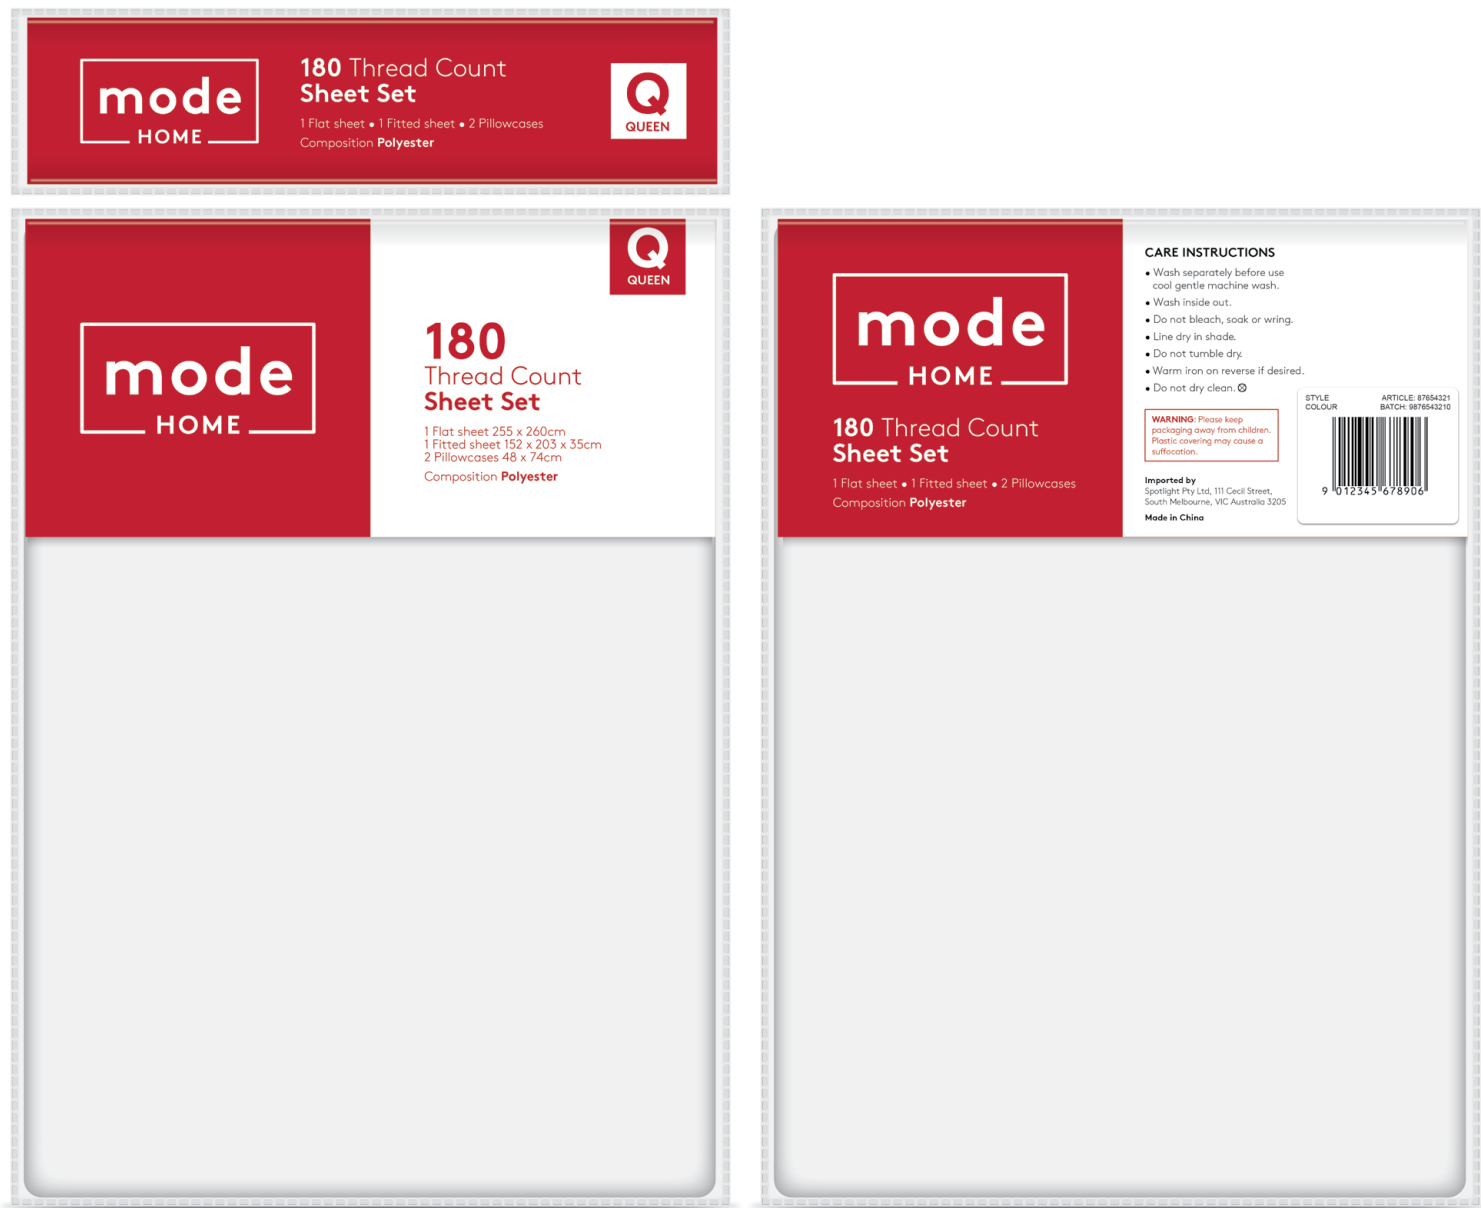 mode
HOME
180 Thread Count
Sheet Set
1 Flat sheet • 1 Fitted sheet • 2 Pillowcases
Composition Polyester
Q
QUEEN
mode
HOME
Q
QUEEN
180
Thread Count
Sheet Set
1 Flat sheet 255 x 260cm
1 Fitted sheet 152 x 203 x 35cm
2 Pillowcases 48 x 74cm
Composition Polyester
mode
HOME
180 Thread Count
Sheet Set
1 Flat sheet • 1 Fitted sheet • 2 Pillowcases
Composition Polyester
CARE INSTRUCTIONS
• Wash separately before use
cool gentle machine wash.
• Wash inside out.
• Do not bleach, soak or wring.
• Line dry in shade.
• Do not tumble dry.
• Warm iron on reverse if desired.
• Do not dry clean.
WARNING: Please keep
packaging away from children.
Plastic covering may cause a
suffocation.
Imported by
Spotlight Pty Ltd, 111 Cecil Street,
South Melbourne, VIC Australia 3205
Made in China
STYLE ARTICLE: 87654321
COLOUR BATCH: 9876543210
9 012345 678906